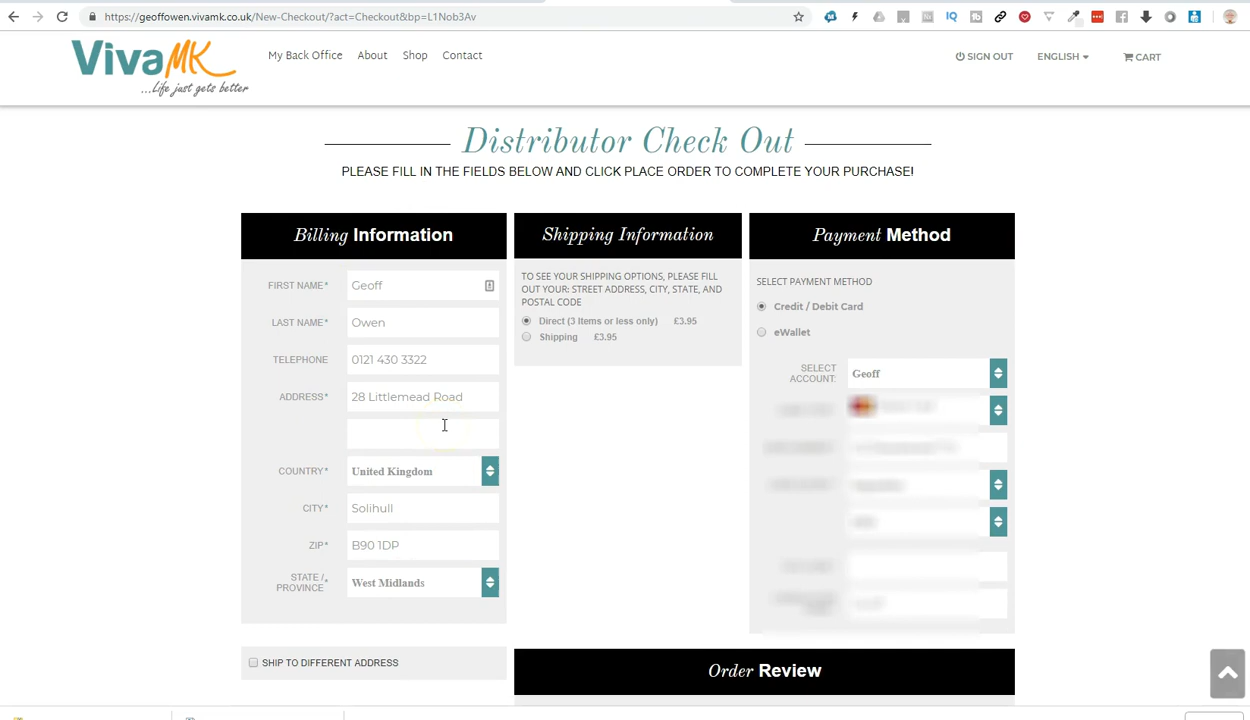 https://geoffowen.vivamk.co.uk/New-Checkout/?act=Checkout&bp=L1Nob3Av
VivaMK
...Life just gets better
My Back Office About Shop Contact
SIGN OUT ENGLISH CART
Distributor Check Out
PLEASE FILL IN THE FIELDS BELOW AND CLICK PLACE ORDER TO COMPLETE YOUR PURCHASE!
Billing Information
FIRST NAME* Geoff
LAST NAME* Owen
TELEPHONE 0121 430 3322
ADDRESS* 28 Littlemead Road
COUNTRY* United Kingdom
CITY* Solihull
ZIP* B90 1DP
STATE / PROVINCE* West Midlands
SHIP TO DIFFERENT ADDRESS
Shipping Information
TO SEE YOUR SHIPPING OPTIONS, PLEASE FILL
OUT YOUR: STREET ADDRESS, CITY, STATE, AND
POSTAL CODE
Direct (3 Items or less only) £3.95
Shipping £3.95
Payment Method
SELECT PAYMENT METHOD
Credit / Debit Card
eWallet
SELECT ACCOUNT: Geoff
Order Review